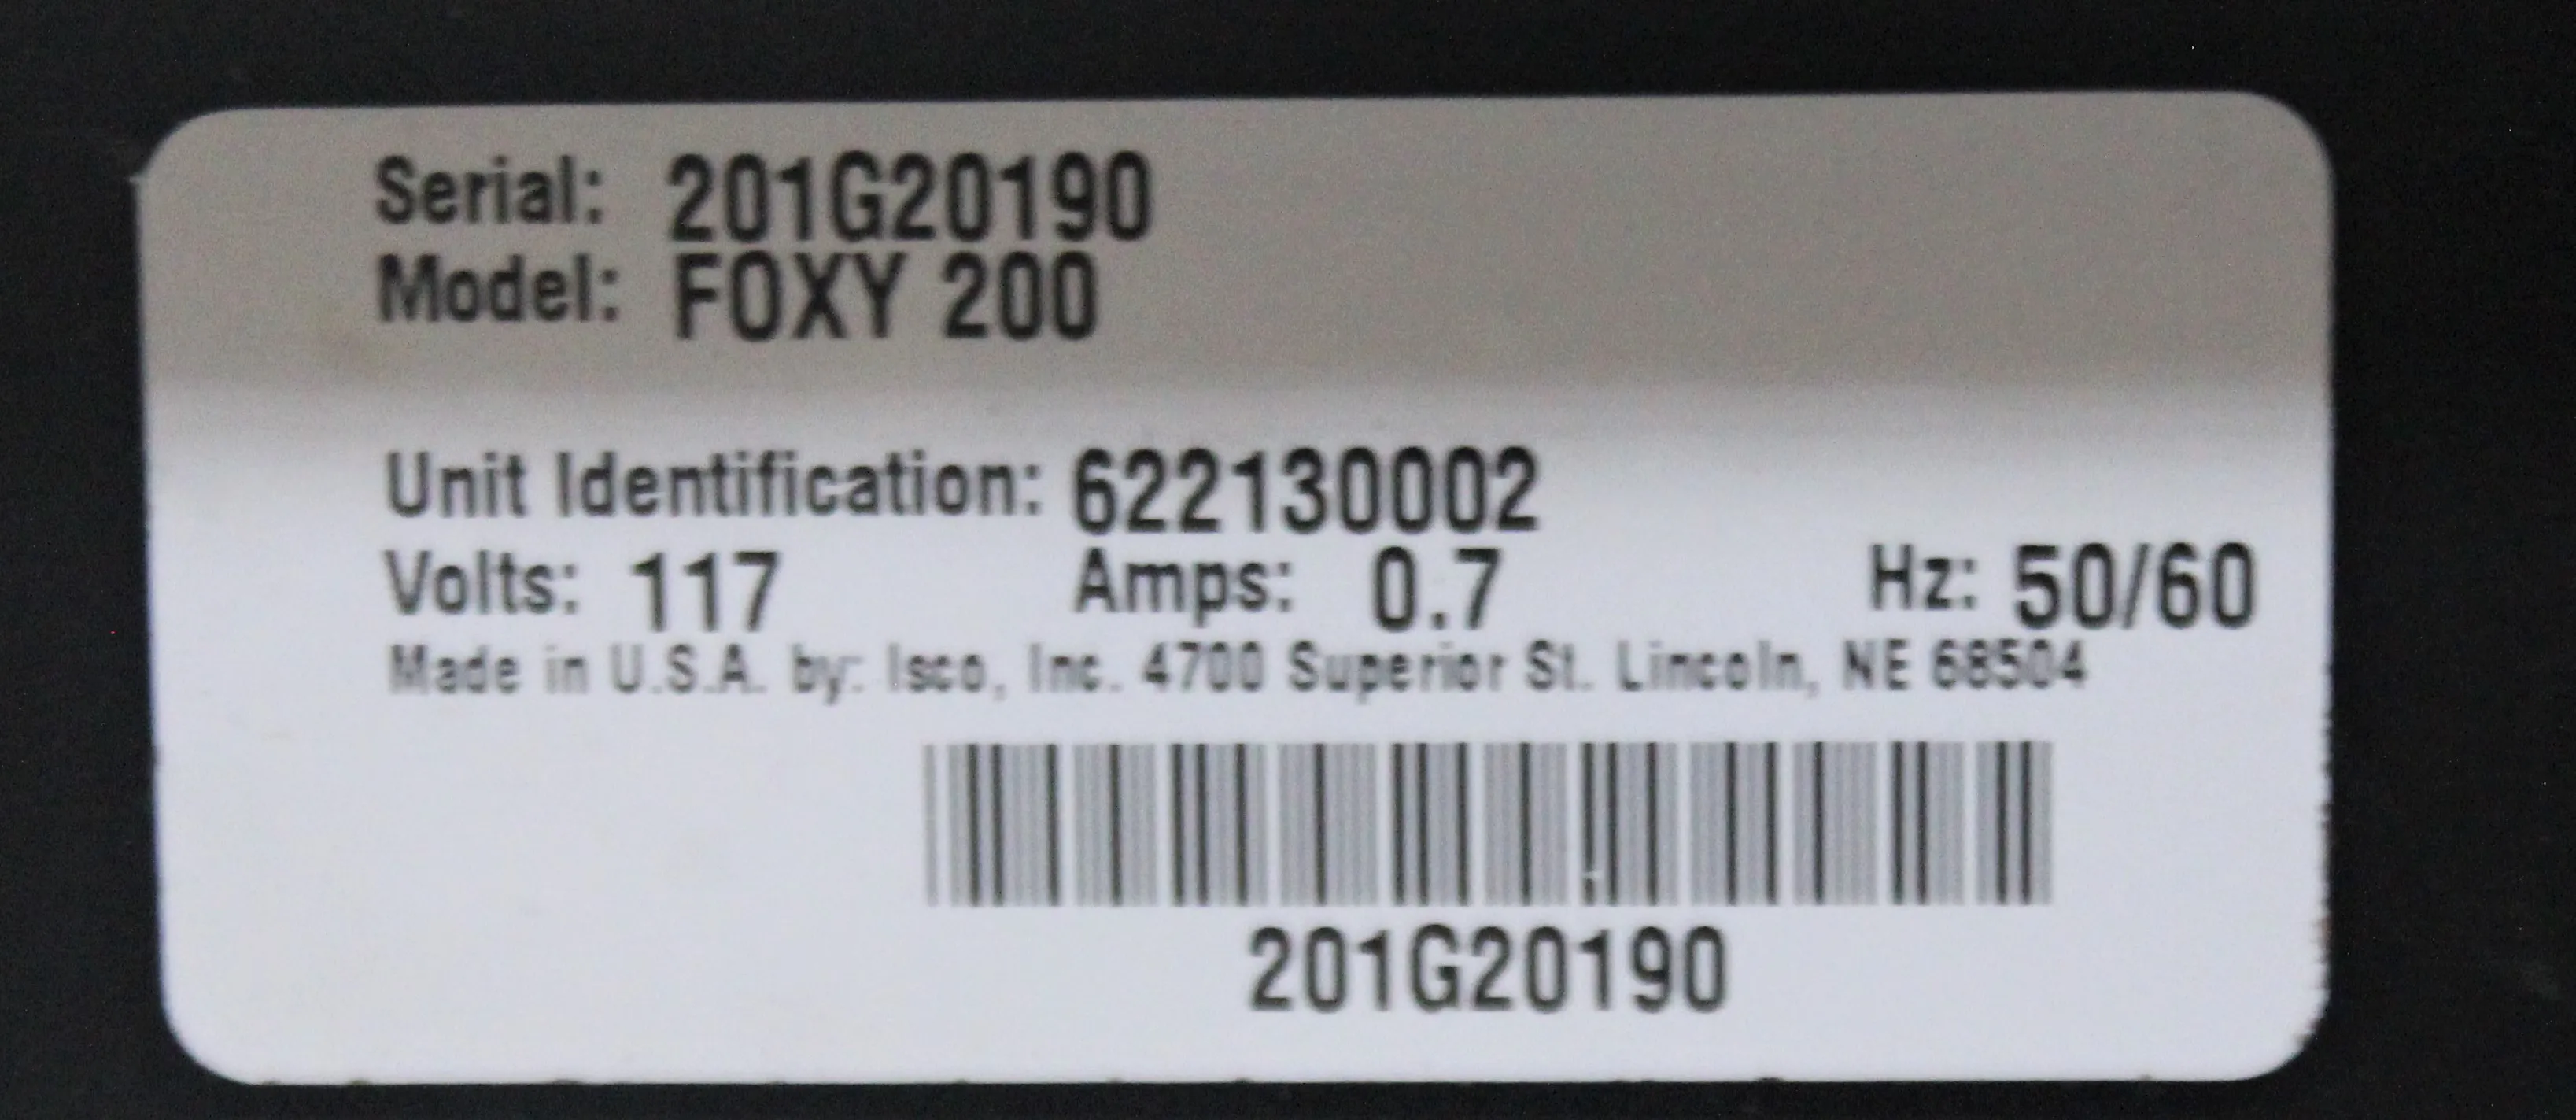 Serial: 201G20190
Model: FOXY 200
Unit Identification: 622130002
Volts: 117 Amps: 0.7 Hz: 50/60
Made in U.S.A. by: Isco, Inc. 4700 Superior St. Lincoln, NE 68504
201G20190